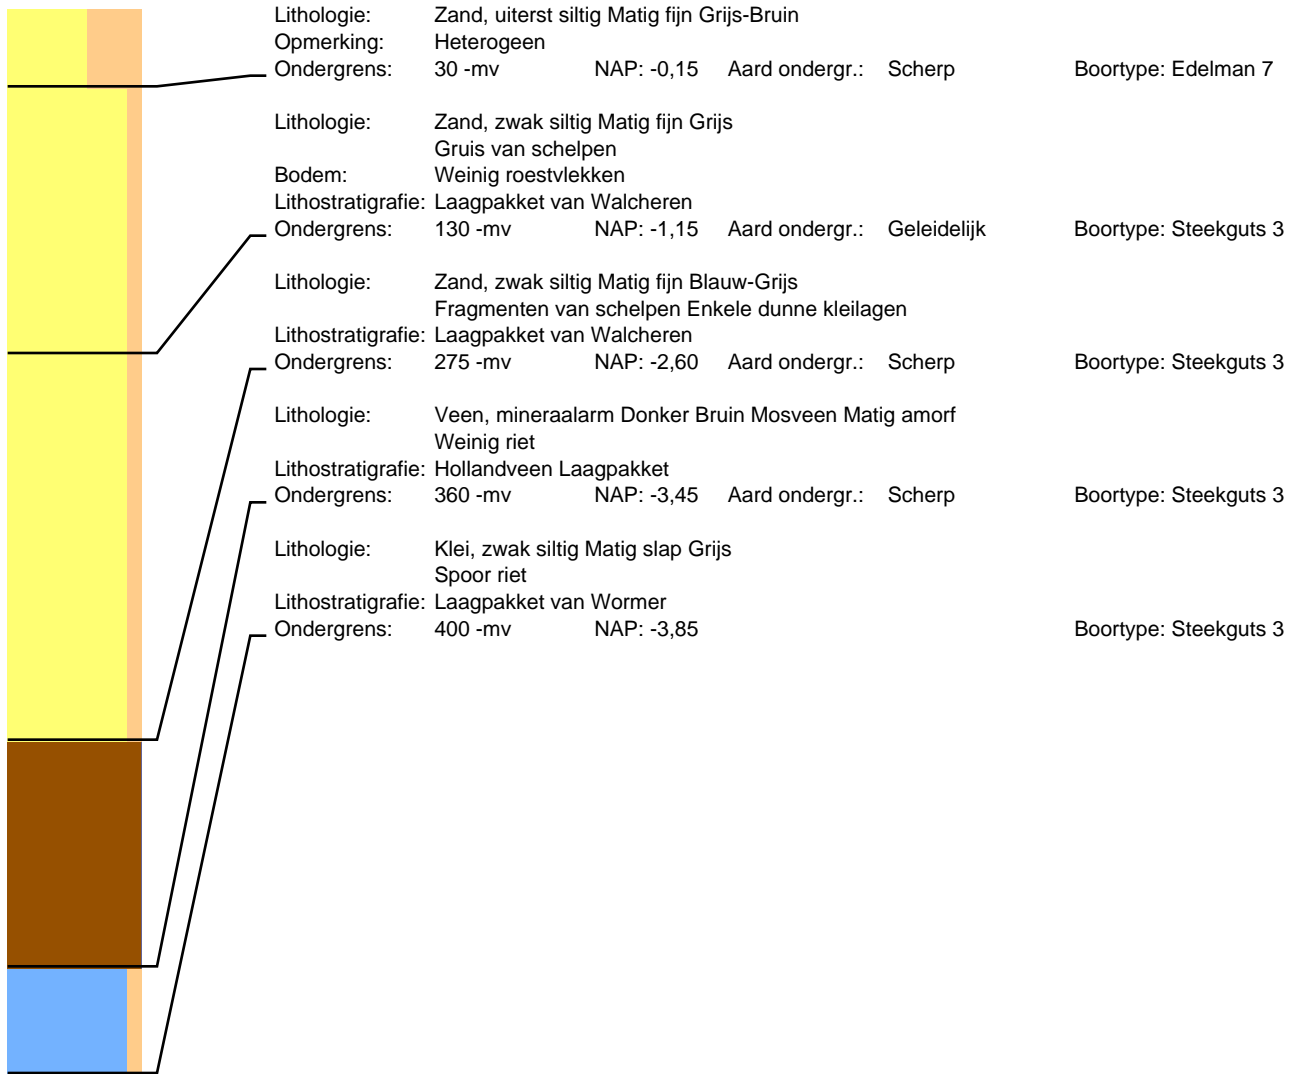 Lithologie: Zand, uiterst siltig Matig fijn Grijs-Bruin
Opmerking: Heterogeen
Ondergrens: 30 -mv NAP: -0,15 Aard ondergr.: Scherp Boortype: Edelman 7
Lithologie: Zand, zwak siltig Matig fijn Grijs
Gruis van schelpen
Bodem: Weinig roestvlekken
Lithostratigrafie: Laagpakket van Walcheren
Ondergrens: 130 -mv NAP: -1,15 Aard ondergr.: Geleidelijk Boortype: Steekguts 3
Lithologie: Zand, zwak siltig Matig fijn Blauw-Grijs
Fragmenten van schelpen Enkele dunne kleilagen
Lithostratigrafie: Laagpakket van Walcheren
Ondergrens: 275 -mv NAP: -2,60 Aard ondergr.: Scherp Boortype: Steekguts 3
Lithologie: Veen, mineraalarm Donker Bruin Mosveen Matig amorf
Weinig riet
Lithostratigrafie: Hollandveen Laagpakket
Ondergrens: 360 -mv NAP: -3,45 Aard ondergr.: Scherp Boortype: Steekguts 3
Lithologie: Klei, zwak siltig Matig slap Grijs
Spoor riet
Lithostratigrafie: Laagpakket van Wormer
Ondergrens: 400 -mv NAP: -3,85 Boortype: Steekguts 3